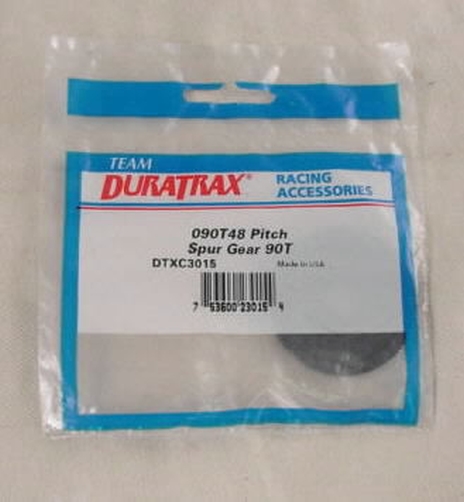 TEAM
DURATRAX® RACING
ACCESSORIES
090T48 Pitch
Spur Gear 90T
DTXC3015 Made in USA
7 53600 23015 4